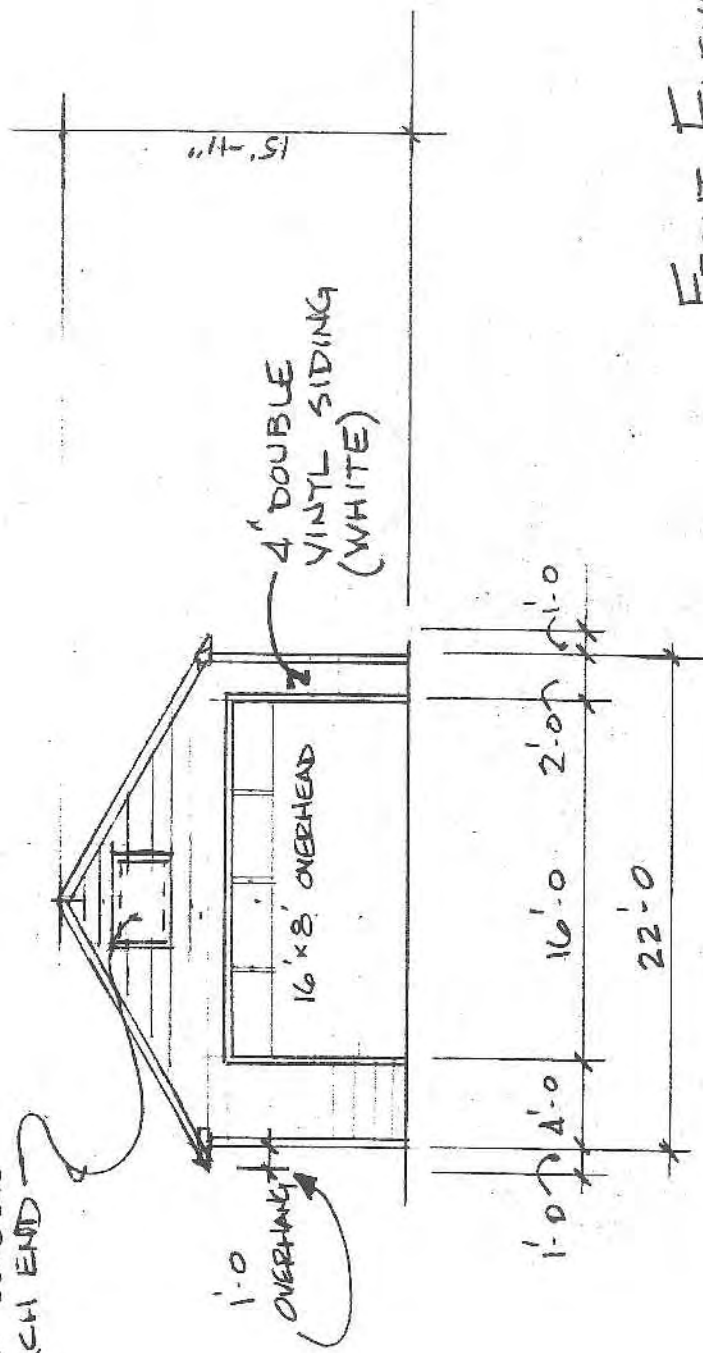 CH END
15'-11"
4" DOUBLE
VINYL SIDING
(WHITE)
16'x8' OVERHEAD
1'-0
OVERHANG
1'-0 4'-0 16'-0 2'-0 1'-0
22'-0